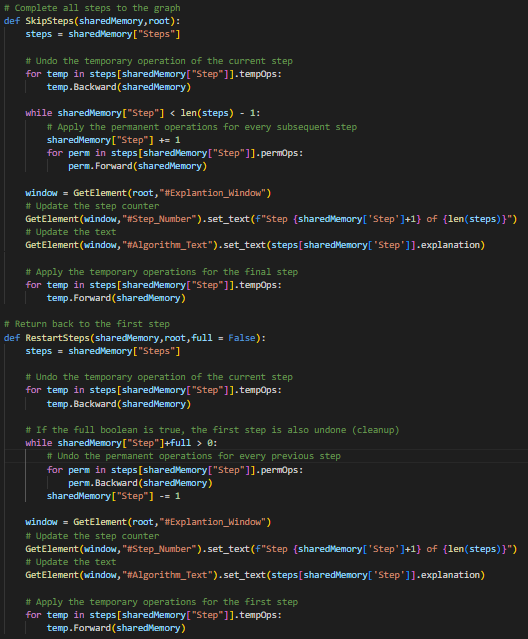 # Complete all steps to the graph
def SkipSteps(sharedMemory,root):
    steps = sharedMemory["Steps"]

    # Undo the temporary operation of the current step
    for temp in steps[sharedMemory["Step"]].tempOps:
        temp.Backward(sharedMemory)

    while sharedMemory["Step"] < len(steps) - 1:
        # Apply the permanent operations for every subsequent step
        sharedMemory["Step"] += 1
        for perm in steps[sharedMemory["Step"]].permOps:
            perm.Forward(sharedMemory)

    window = GetElement(root,"#Explantion_Window")
    # Update the step counter
    GetElement(window,"#Step_Number").set_text(f"Step {sharedMemory['Step']+1} of {len(steps)}")
    # Update the text
    GetElement(window,"#Algorithm_Text").set_text(steps[sharedMemory['Step']].explanation)

    # Apply the temporary operations for the final step
    for temp in steps[sharedMemory["Step"]].tempOps:
        temp.Forward(sharedMemory)

# Return back to the first step
def RestartSteps(sharedMemory,root,full = False):
    steps = sharedMemory["Steps"]

    # Undo the temporary operation of the current step
    for temp in steps[sharedMemory["Step"]].tempOps:
        temp.Backward(sharedMemory)

    # If the full boolean is true, the first step is also undone (cleanup)
    while sharedMemory["Step"]+full > 0:
        # Undo the permanent operations for every previous step
        for perm in steps[sharedMemory["Step"]].permOps:
            perm.Backward(sharedMemory)
        sharedMemory["Step"] -= 1

    window = GetElement(root,"#Explantion_Window")
    # Update the step counter
    GetElement(window,"#Step_Number").set_text(f"Step {sharedMemory['Step']+1} of {len(steps)}")
    # Update the text
    GetElement(window,"#Algorithm_Text").set_text(steps[sharedMemory['Step']].explanation)

    # Apply the temporary operations for the first step
    for temp in steps[sharedMemory["Step"]].tempOps:
        temp.Forward(sharedMemory)